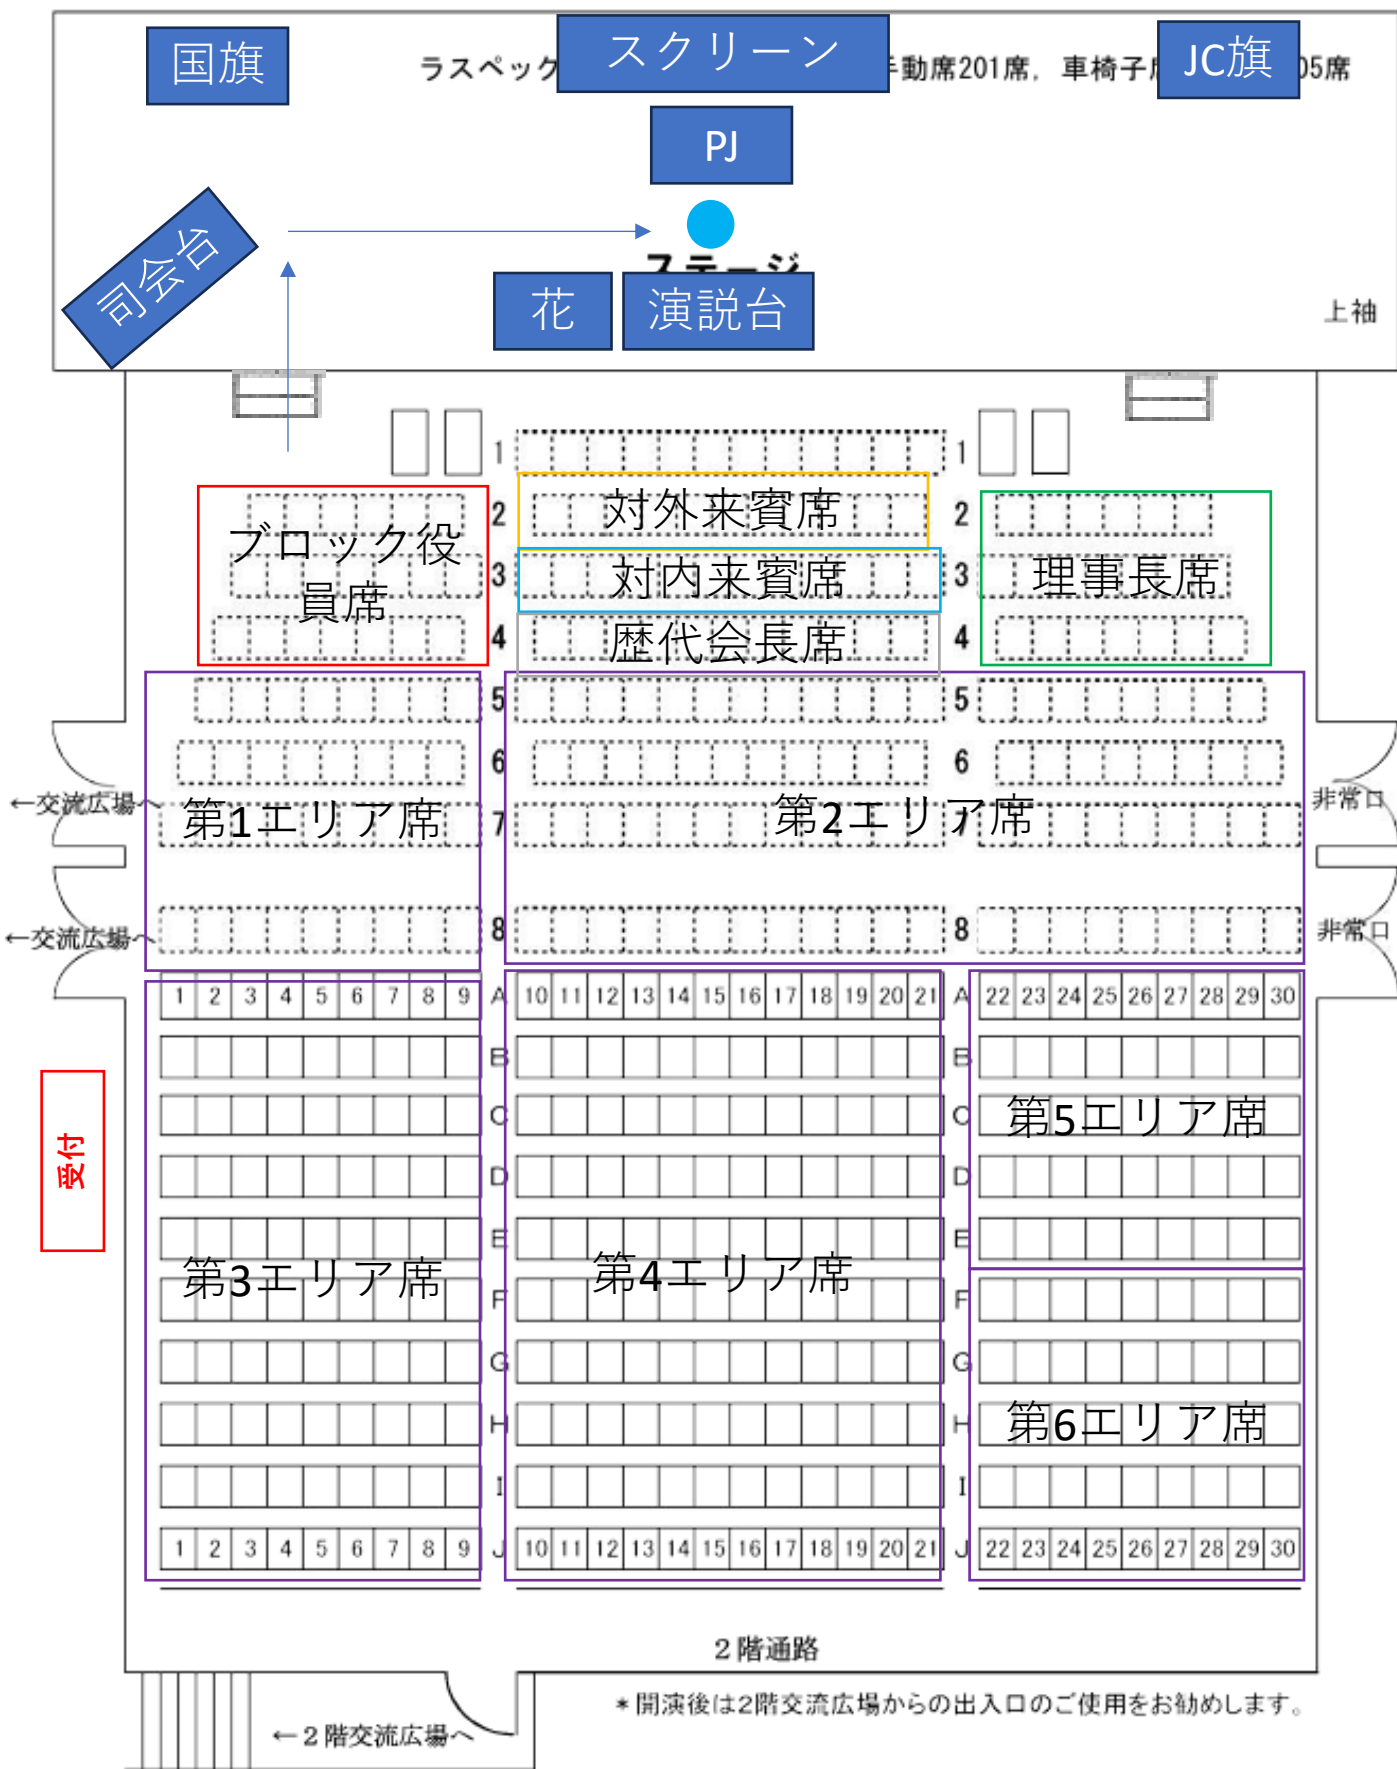 国旗
スクリーン
JC旗
ラスペック
手動席201席, 車椅子
05席
PJ
司会台
ステージ
花
演説台
上袖
1 1
2 対外来賓席 2
ブロック役
員席
3 対内来賓席 3 理事長席
4 歴代会長席 4
5 5
6 6
←交流広場へ
非常口
第1エリア席 7 第2エリア席 7
8 8
←交流広場へ
非常口
1 2 3 4 5 6 7 8 9 A 10 11 12 13 14 15 16 17 18 19 20 21 A 22 23 24 25 26 27 28 29 30
B B
C C 第5エリア席
受付
D D
E E
第3エリア席 第4エリア席
F F
G G
H H 第6エリア席
I I
1 2 3 4 5 6 7 8 9 J 10 11 12 13 14 15 16 17 18 19 20 21 J 22 23 24 25 26 27 28 29 30
2階通路
*開演後は2階交流広場からの出入口のご使用をお勧めします。
←2階交流広場へ